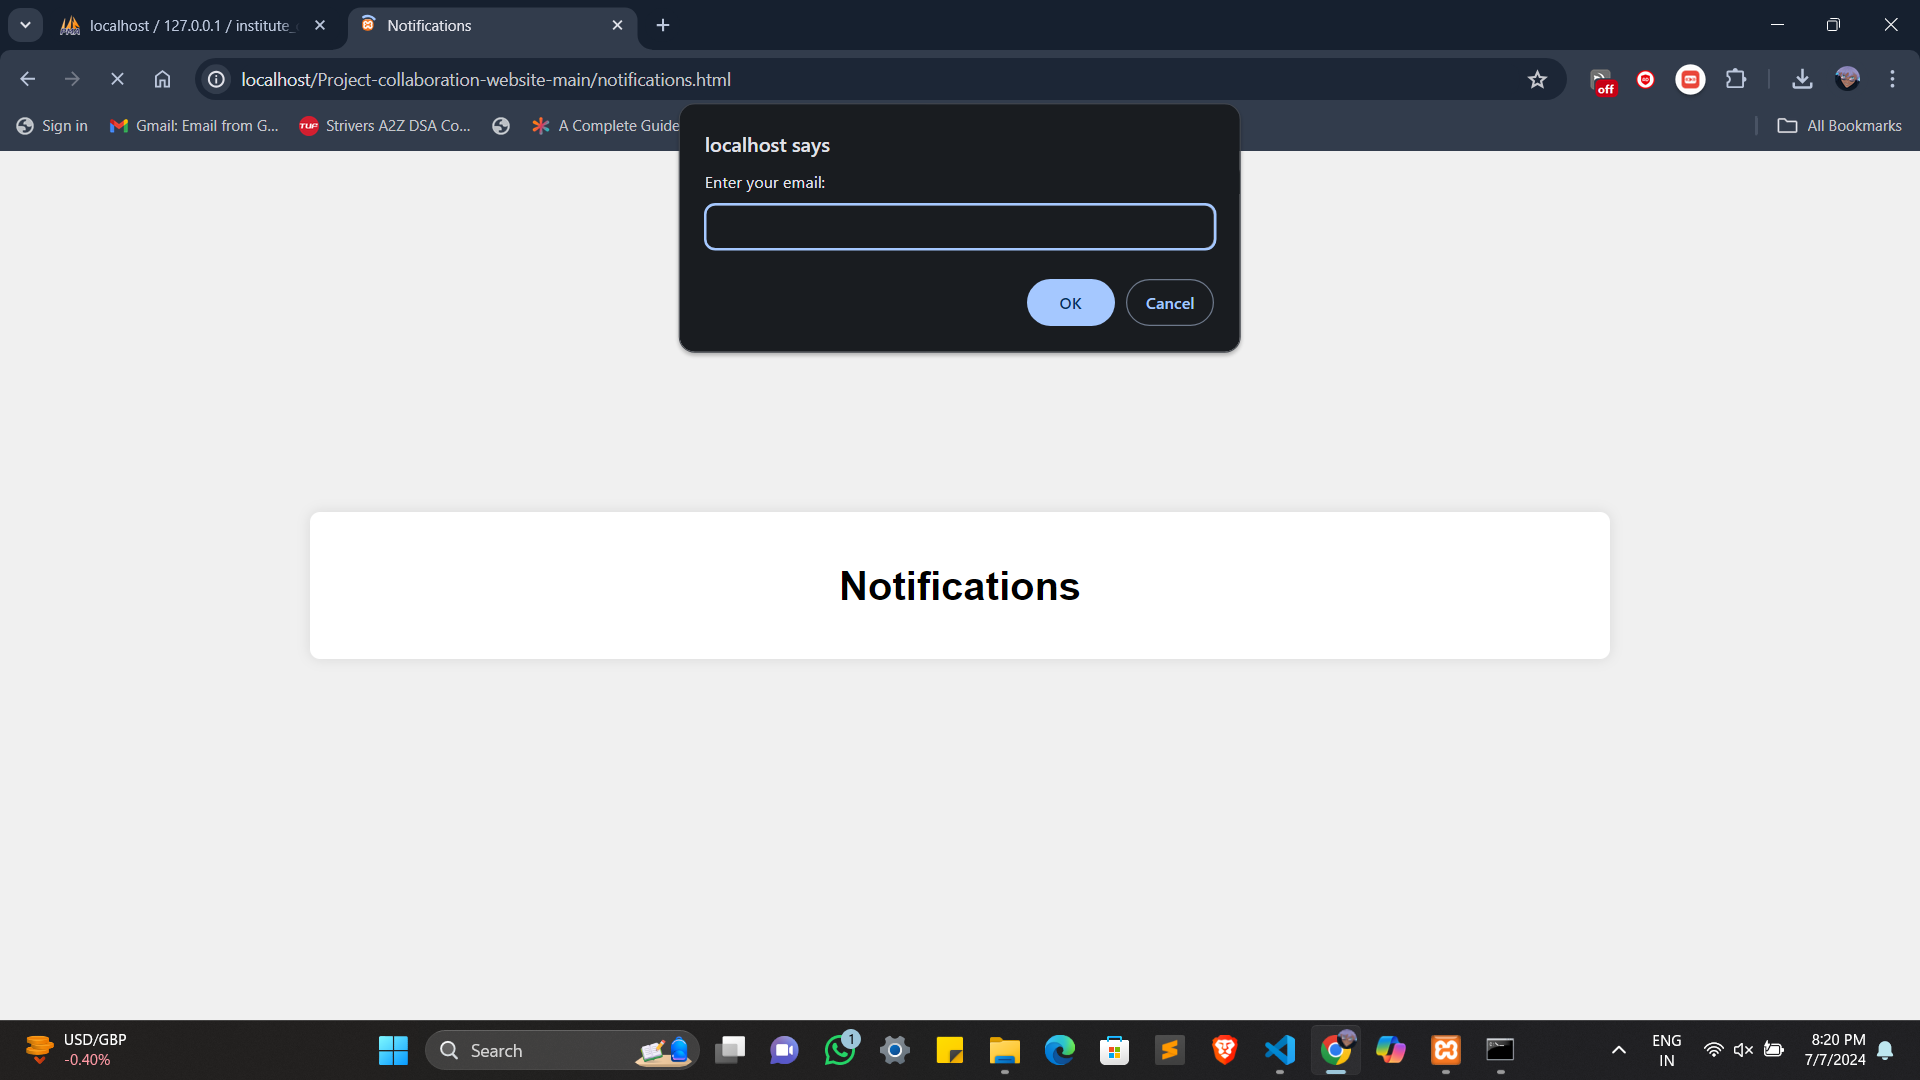 localhost / 127.0.0.1 / institute_
Notifications
localhost/Project-collaboration-website-main/notifications.html
off
Sign in
Gmail: Email from G...
TUF
Strivers A2Z DSA Co...
A Complete Guide
All Bookmarks
localhost says
Enter your email:
OK
Cancel
Notifications
USD/GBP
-0.40%
Search
1
ENG
IN
8:20 PM
7/7/2024